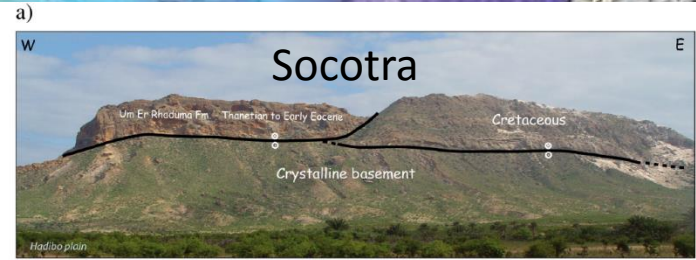 a)
W E
Socotra
Um Er Rhaduma Fm - Thanetian to Early Eocene
Cretaceous
Crystalline basement
Hadibo plain